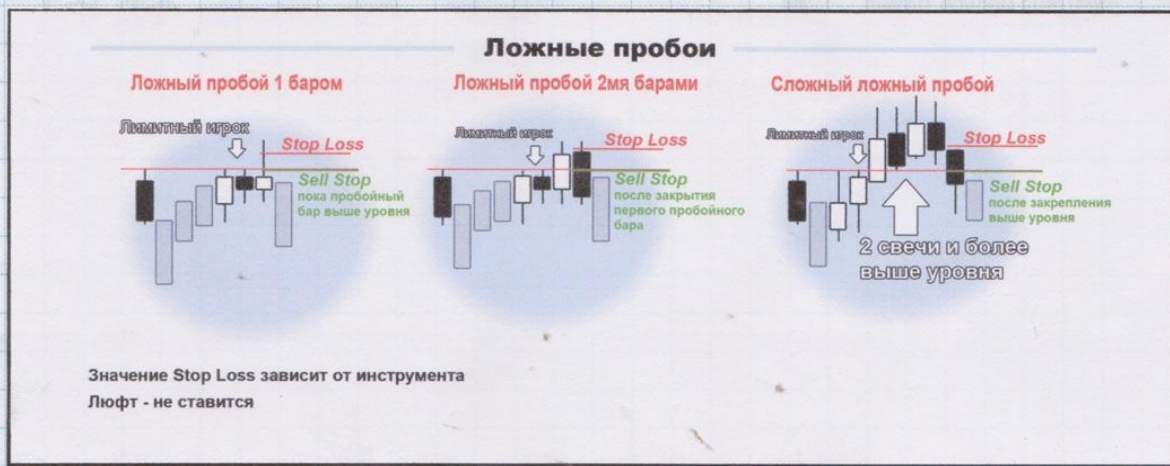 Ложные пробои
Ложный пробой 1 баром
Лимитный игрок
Stop Loss
Sell Stop
пока пробойный
бар выше уровня
Ложный пробой 2мя барами
Лимитный игрок
Stop Loss
Sell Stop
после закрытия
первого пробойного
бара
Сложный ложный пробой
Лимитный игрок
Stop Loss
Sell Stop
после закрепления
выше уровня
2 свечи и более
выше уровня
Значение Stop Loss зависит от инструмента
Люфт - не ставится